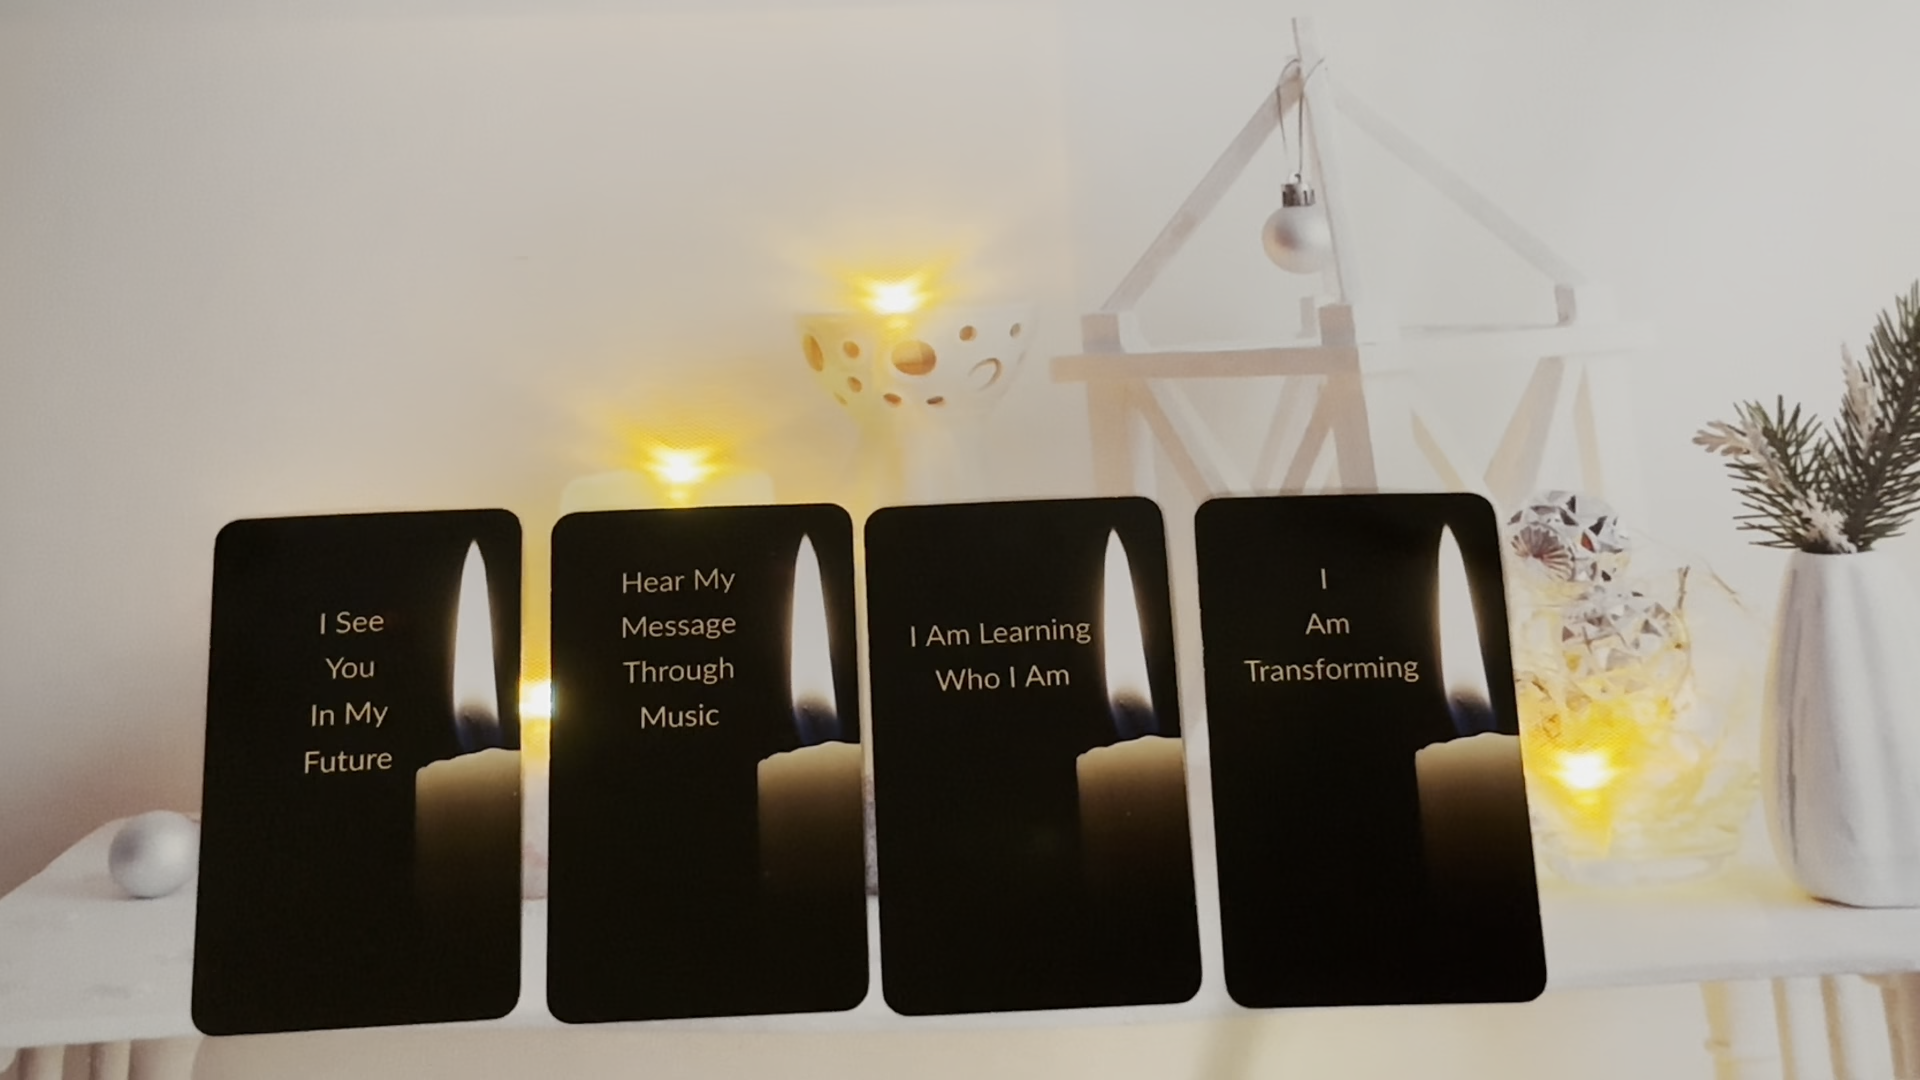 I See
You
In My
Future
Hear My
Message
Through
Music
I Am Learning
Who I Am
I
Am
Transforming